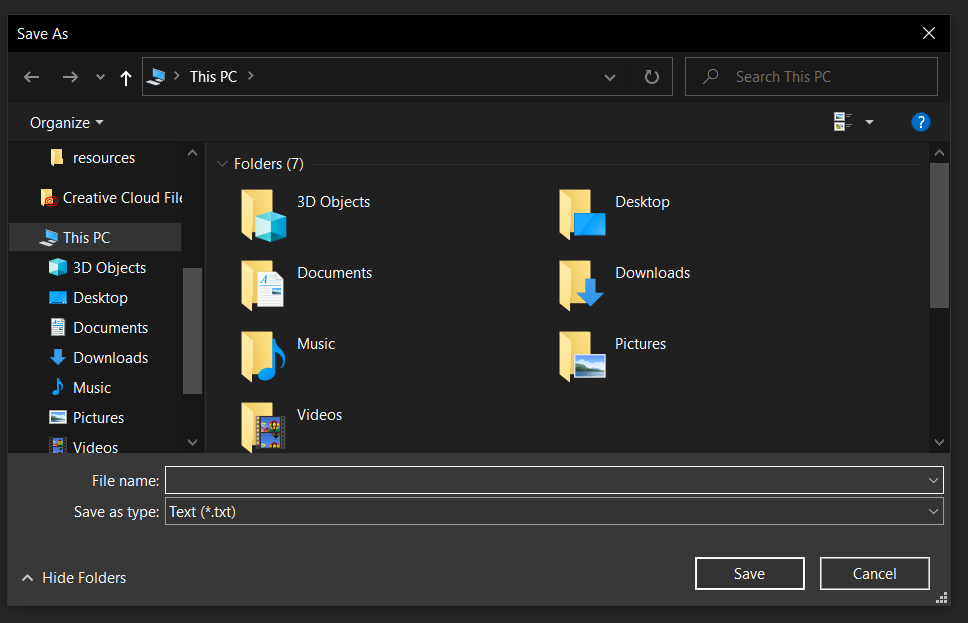 Save As
This PC
Search This PC
Organize
?
resources
Creative Cloud File
This PC
3D Objects
Desktop
Documents
Downloads
Music
Pictures
Videos
Folders (7)
3D Objects
Desktop
Documents
Downloads
Music
Pictures
Videos
File name:
Save as type: Text (*.txt)
Hide Folders
Save
Cancel